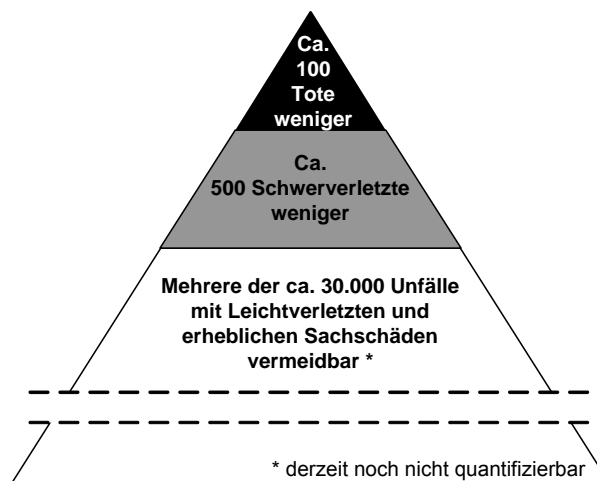 Ca.
100
Tote
weniger
Ca.
500 Schwerverletzte
weniger
Mehrere der ca. 30.000 Unfälle
mit Leichtverletzten und
erheblichen Sachschäden
vermeidbar *
* derzeit noch nicht quantifizierbar